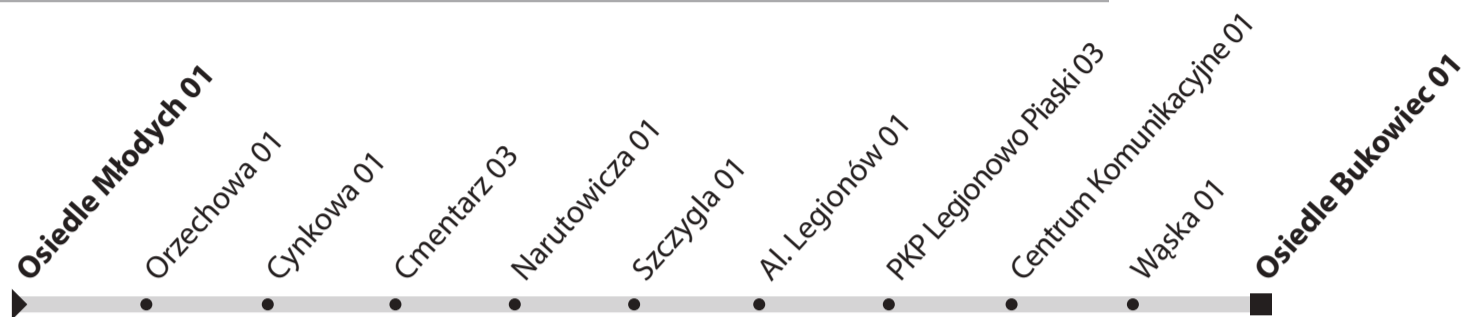 Osiedle Młodych 01
Orzechowa 01
Cynkowa 01
Cmentarz 03
Narutowicza 01
Szczygla 01
Al. Legionów 01
PKP Legionowo Piaski 03
Centrum Komunikacyjne 01
Wąska 01
Osiedle Bukowiec 01